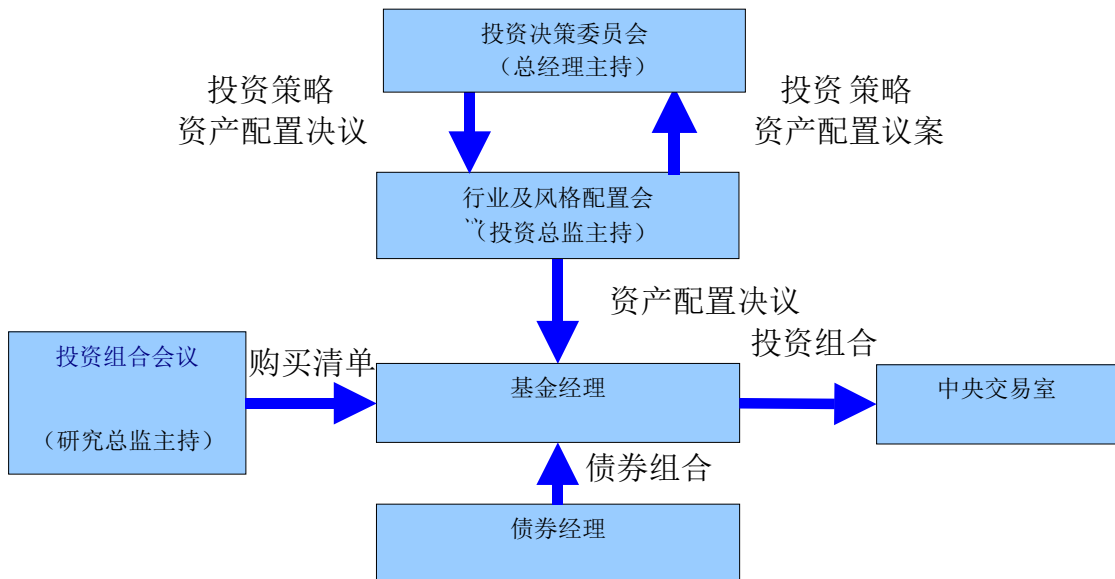 投资决策委员会
（总经理主持）
投资策略
资产配置决议
投资 策略
资产配置议案
行业及风格配置会
（投资总监主持）
资产配置决议
投资组合会议
（研究总监主持）
购买清单
基金经理
投资组合
中央交易室
债券组合
债券经理